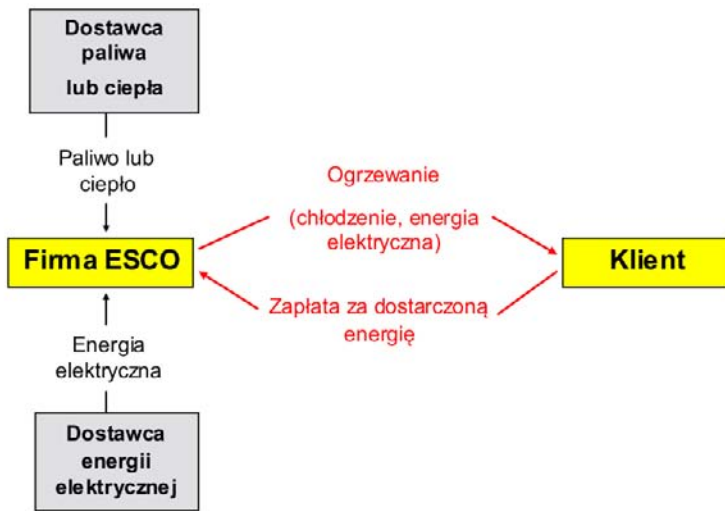 Dostawca
paliwa
lub ciepła
Paliwo lub
ciepło
Ogrzewanie
(chłodzenie, energia
elektryczna)
Firma ESCO
Klient
Zapłata za dostarczoną
energię
Energia
elektryczna
Dostawca
energii
elektrycznej